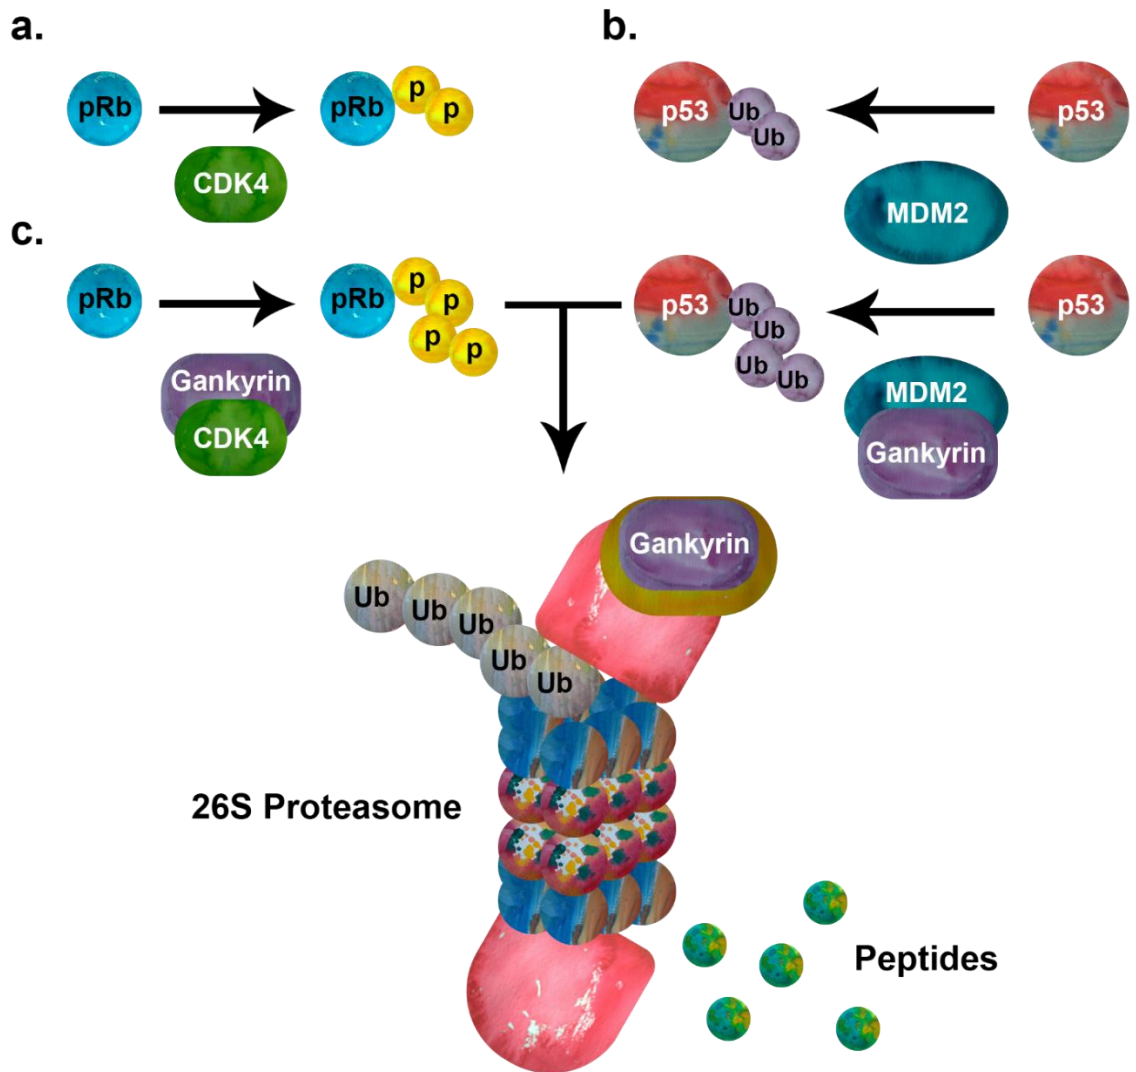 a.
pRb
pRb
p
p
CDK4
b.
p53
Ub
Ub
p53
MDM2
c.
pRb
pRb
p
p
p
p
Gankyrin
CDK4
p53
Ub
Ub
Ub
Ub
p53
MDM2
Gankyrin
Gankyrin
Ub
Ub
Ub
Ub
Ub
26S Proteasome
Peptides